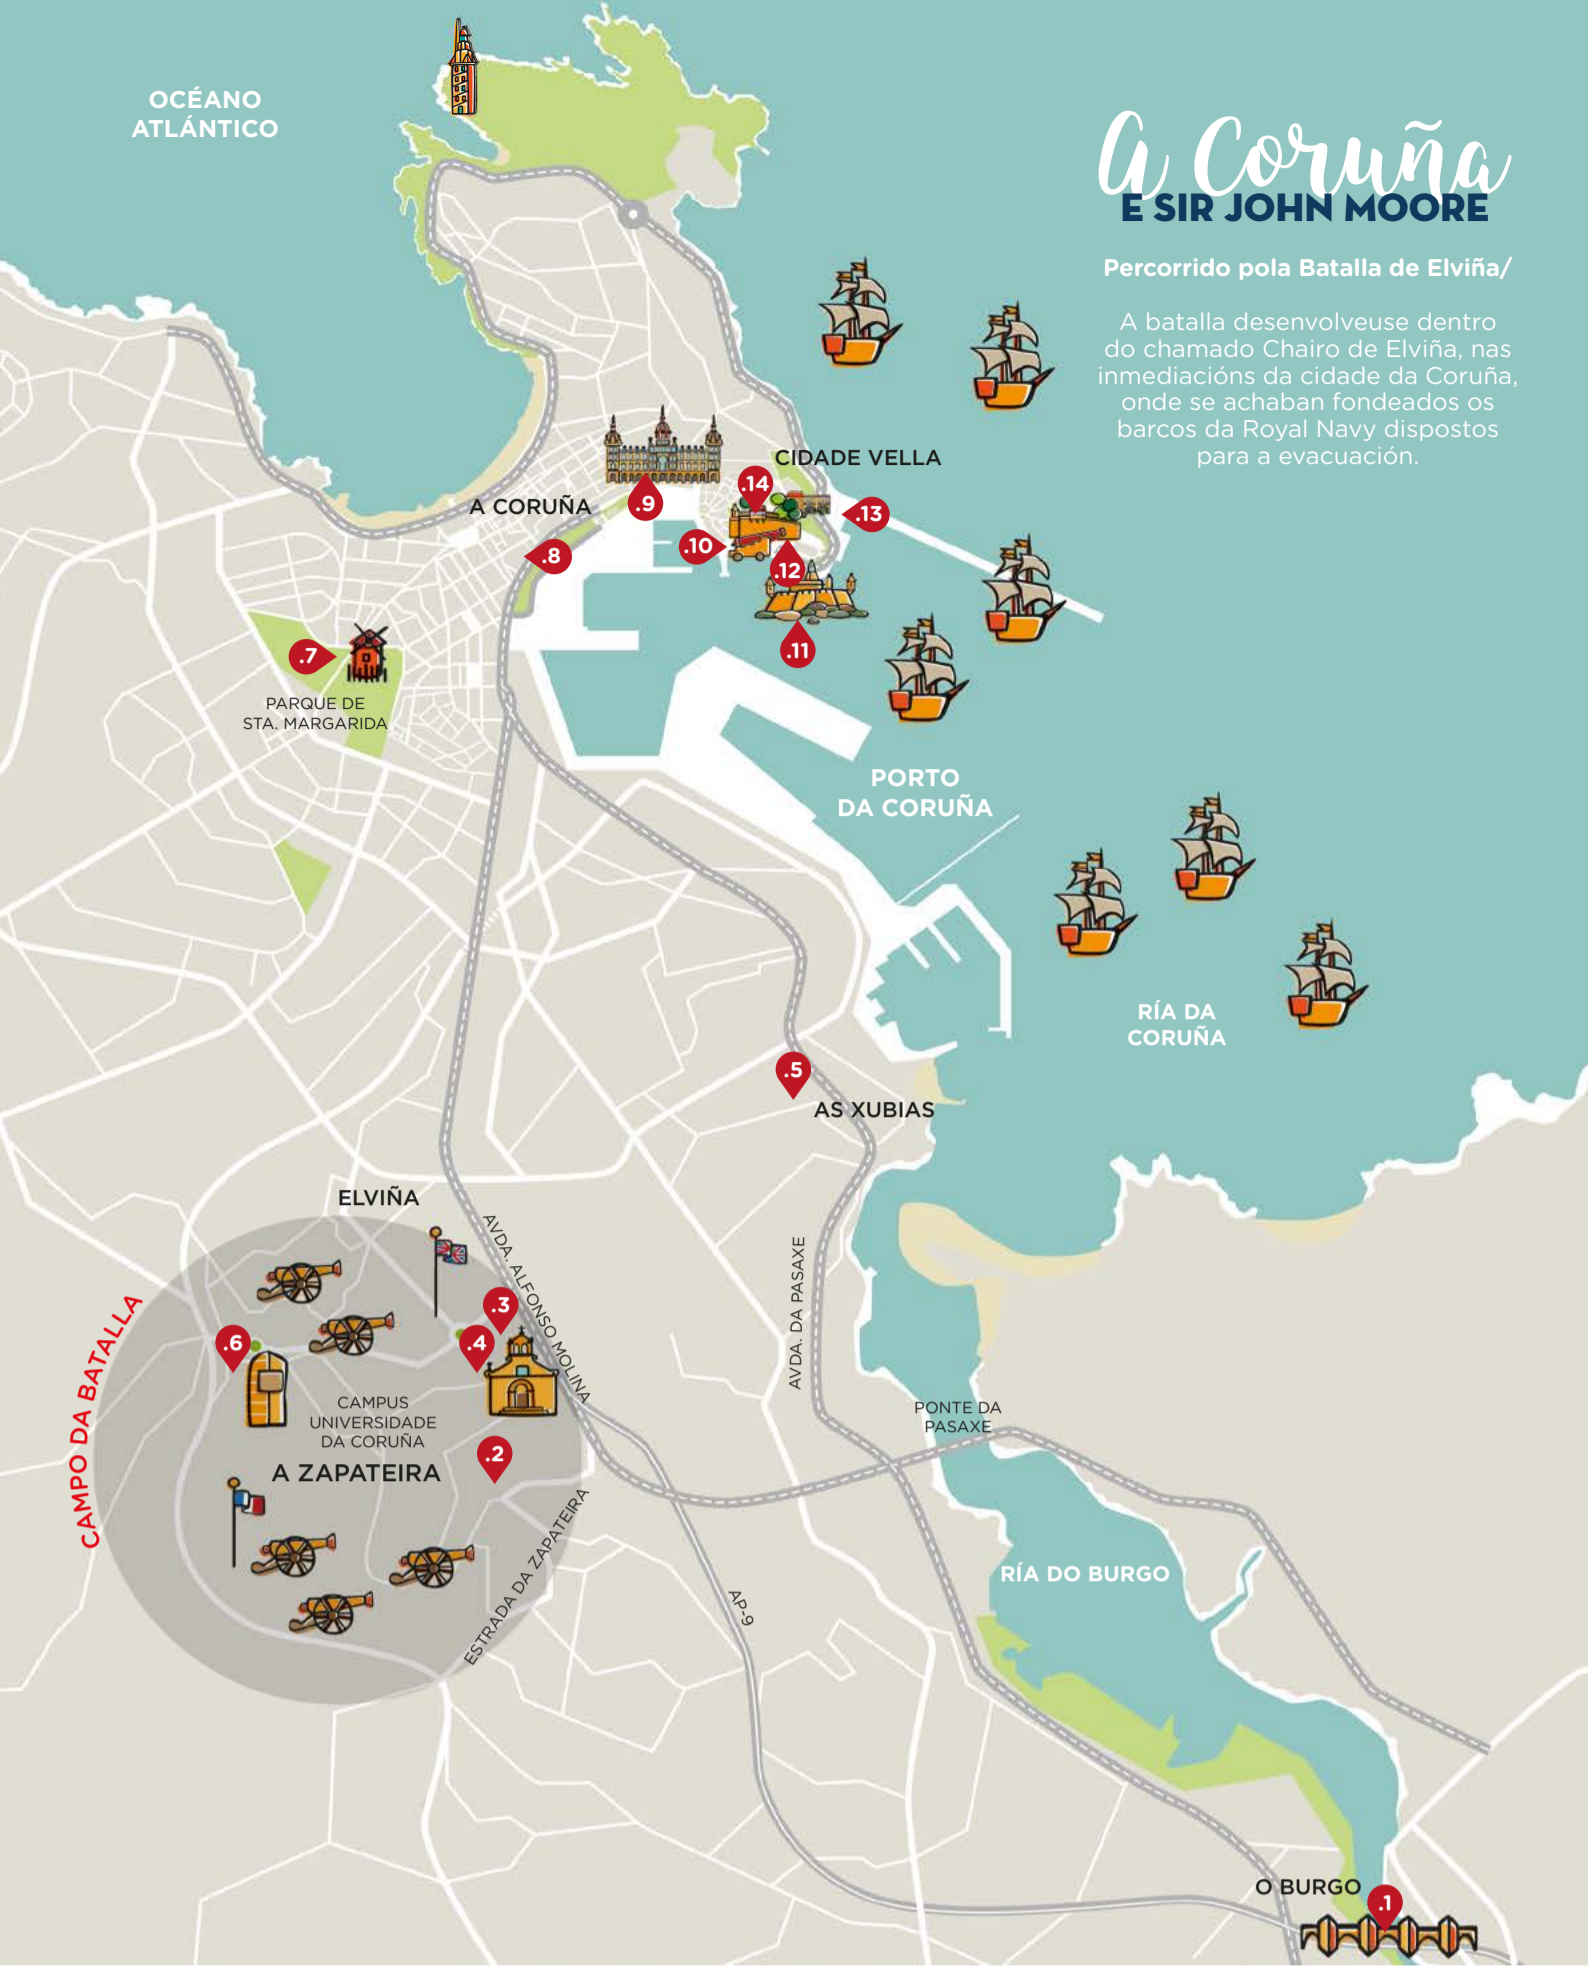 OCÉANO
ATLÁNTICO
A Coruña
E SIR JOHN MOORE
Percorrido pola Batalla de Elviña/
A batalla desenvolveuse dentro
do chamado Chairo de Elviña, nas
inmediacións da cidade da Coruña,
onde se achaban fondeados os
barcos da Royal Navy dispostos
para a evacuación.
CIDADE VELLA
.14
A CORUÑA
.9
.13
.10
.8
.12
.11
.7
PARQUE DE
STA. MARGARIDA
PORTO
DA CORUÑA
RÍA DA
CORUÑA
.5
AS XUBIAS
ELVIÑA
AVDA. ALFONSO MOLINA
AVDA. DA PASAXE
CAMPO DA BATALLA
.3
.4
.6
CAMPUS
UNIVERSIDADE
DA CORUÑA
A ZAPATEIRA
.2
PONTE DA
PASAXE
ESTRADA DA ZAPATEIRA
RÍA DO BURGO
AP-9
O BURGO
.1